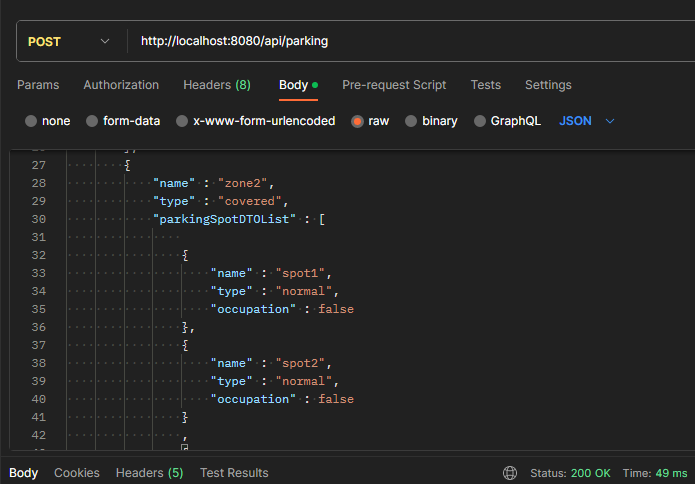 POST http://localhost:8080/api/parking
Params Authorization Headers (8) Body Pre-request Script Tests Settings
none form-data x-www-form-urlencoded raw binary GraphQL JSON
27 {
28 "name" : "zone2",
29 "type" : "covered",
30 "parkingSpotDTOList" : [
31
32 {
33 "name" : "spot1",
34 "type" : "normal",
35 "occupation" : false
36 },
37 {
38 "name" : "spot2",
39 "type" : "normal",
40 "occupation" : false
41 }
42 ,
Body Cookies Headers (5) Test Results Status: 200 OK Time: 49 ms